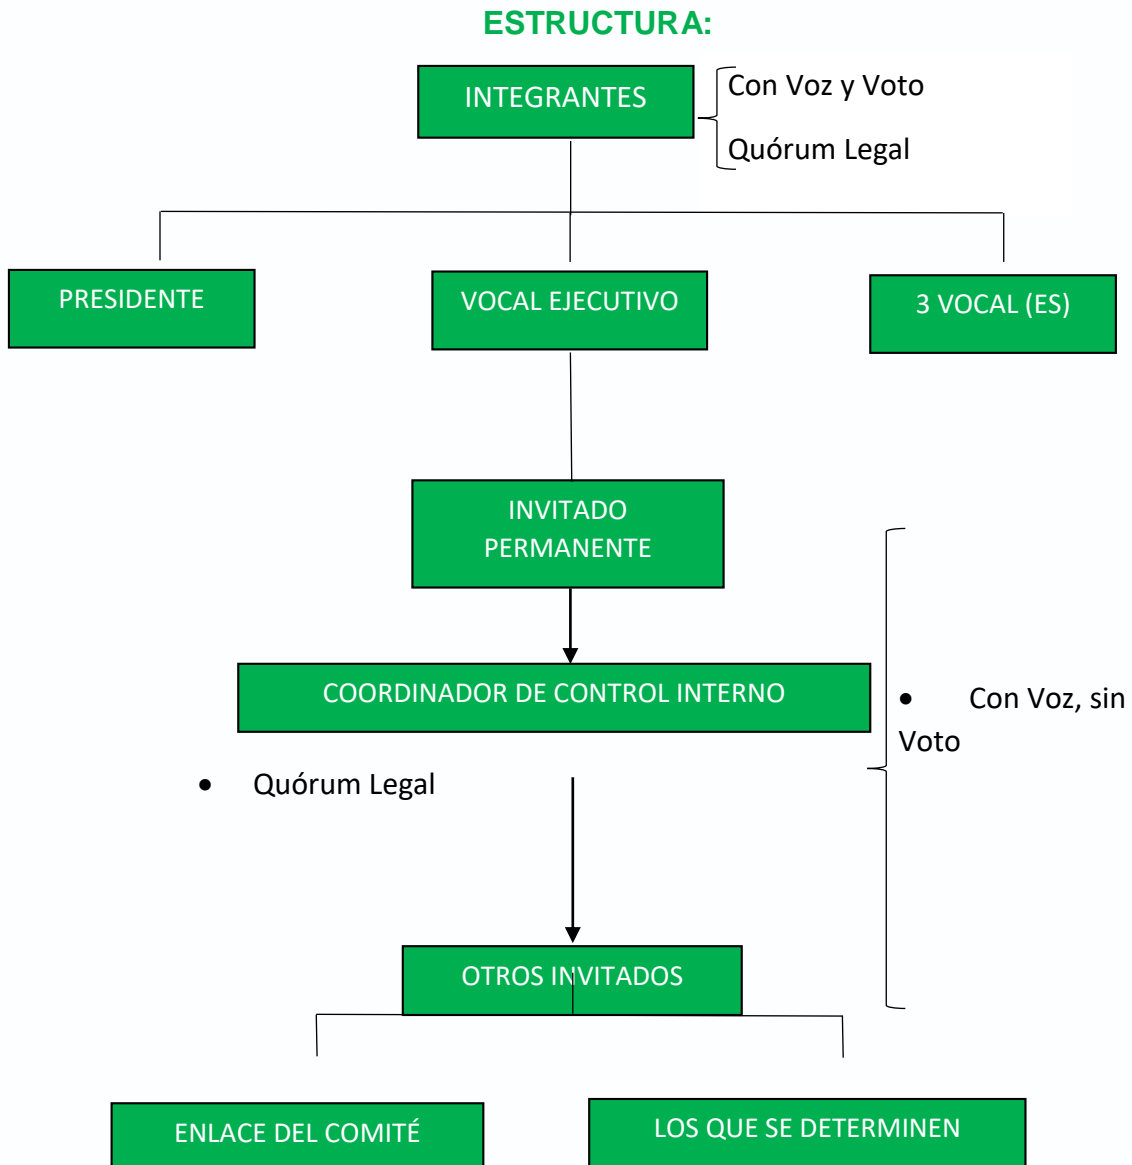 ESTRUCTURA:
INTEGRANTES
Con Voz y Voto
Quórum Legal
PRESIDENTE
VOCAL EJECUTIVO
3 VOCAL (ES)
INVITADO
PERMANENTE
COORDINADOR DE CONTROL INTERNO
• Con Voz, sin
Voto
• Quórum Legal
OTROS INVITADOS
ENLACE DEL COMITÉ
LOS QUE SE DETERMINEN